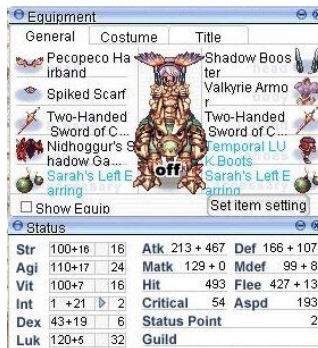 Equipment
General Costume Title
Pecopeco Ha
irband
Shadow Boos
ter
Spiked Scarf
Valkyrie Armo
r
Two-Handed
Sword of C...
Two-Handed
Sword of C...
Nidhoggur's S
hadow Ga...
Temporal LU
K Boots
Sarah's Left E
arring
Sarah's Left E
arring
off
Show Equip
Set item setting
Status
Str 100+16 16 Atk 213 + 467 Def 166 + 107
Agi 110+17 24 Matk 129 + 0 Mdef 99 + 8
Vit 100+7 16 Hit 493 Flee 427 + 13
Int 1 +21 2 Critical 54 Aspd 193
Dex 43+19 6 Status Point 2
Luk 120+5 32 Guild